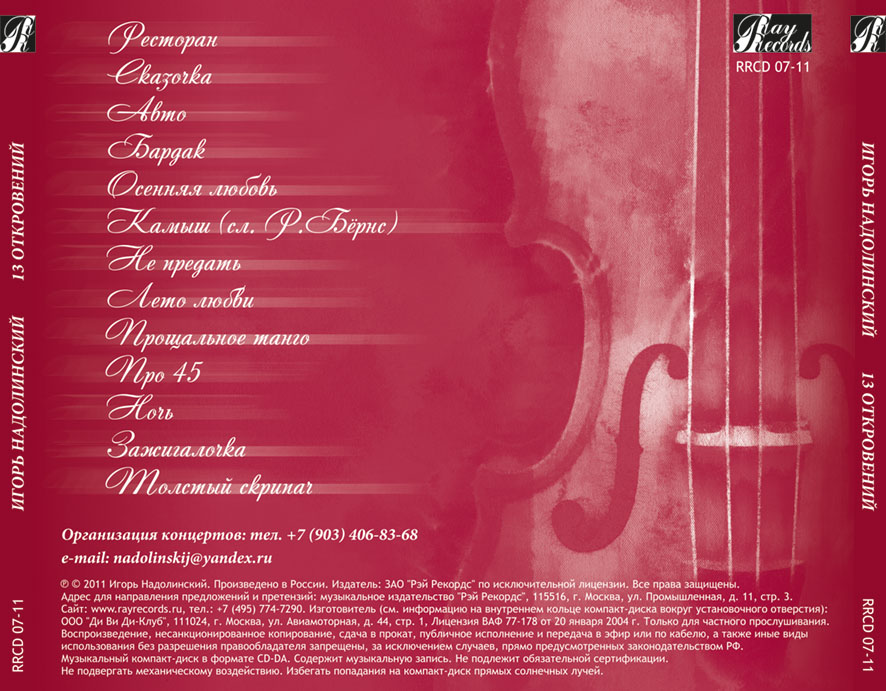 Ray Records
RRCD 07-11
Ресторан
Сказочка
Авто
Бардак
Осенняя любовь
Камыш (сл. Р.Бёрнс)
Не предать
Лето любви
Прощальное танго
Про 45
Ночь
Зажигалочка
Толстый скрипач
Организация концертов: тел. +7 (903) 406-83-68
e-mail: nadolinskij@yandex.ru
℗ © 2011 Игорь Надолинский. Произведено в России. Издатель: ЗАО "Рэй Рекордс" по исключительной лицензии. Все права защищены.
Адрес для направления предложений и претензий: музыкальное издательство "Рэй Рекордс", 115516, г. Москва, ул. Промышленная, д. 11, стр. 3.
Сайт: www.rayrecords.ru, тел.: +7 (495) 774-7290. Изготовитель (см. информацию на внутреннем кольце компакт-диска вокруг установочного отверстия):
ООО "Ди Ви Ди-Клуб", 111024, г. Москва, ул. Авиамоторная, д. 44, стр. 1, Лицензия ВАФ 77-178 от 20 января 2004 г. Только для частного прослушивания.
Воспроизведение, несанкционированное копирование, сдача в прокат, публичное исполнение и передача в эфир или по кабелю, а также иные виды
использования без разрешения правообладателя запрещены, за исключением случаев, прямо предусмотренных законодательством РФ.
Музыкальный компакт-диск в формате CD-DA. Содержит музыкальную запись. Не подлежит обязательной сертификации.
Не подвергать механическому воздействию. Избегать попадания на компакт-диск прямых солнечных лучей.
RRCD 07-11 ИГОРЬ НАДОЛИНСКИЙ 13 ОТКРОВЕНИЙ
ИГОРЬ НАДОЛИНСКИЙ 13 ОТКРОВЕНИЙ RRCD 07-11